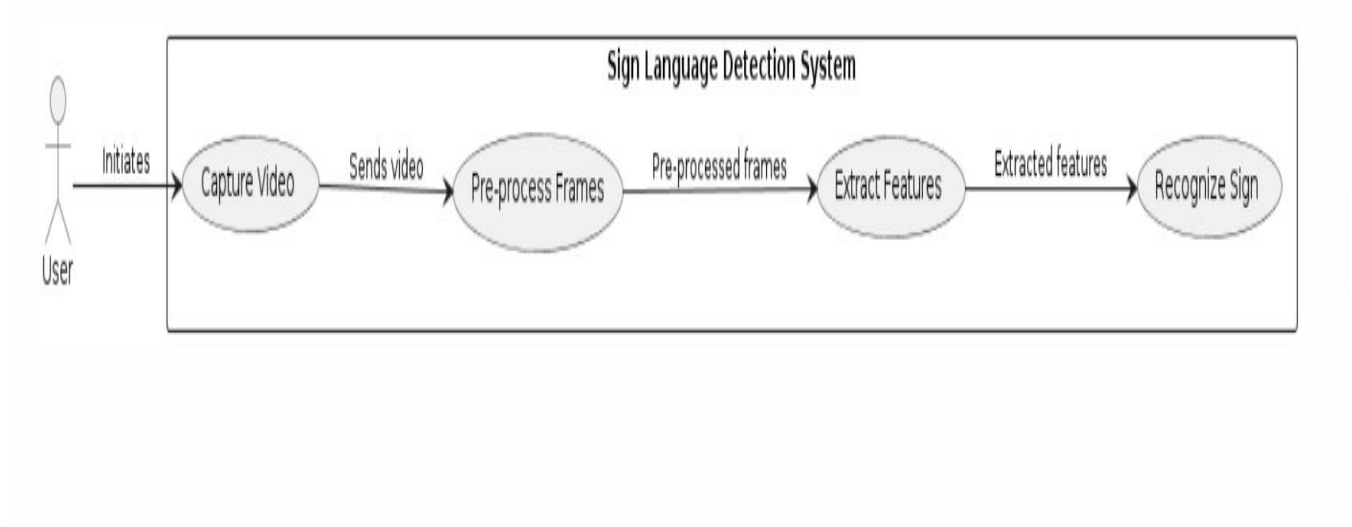 Sign Language Detection System
Initiates
Capture Video
Sends video
Pre-process Frames
Pre-processed frames
Extract Features
Extracted features
Recognize Sign
User